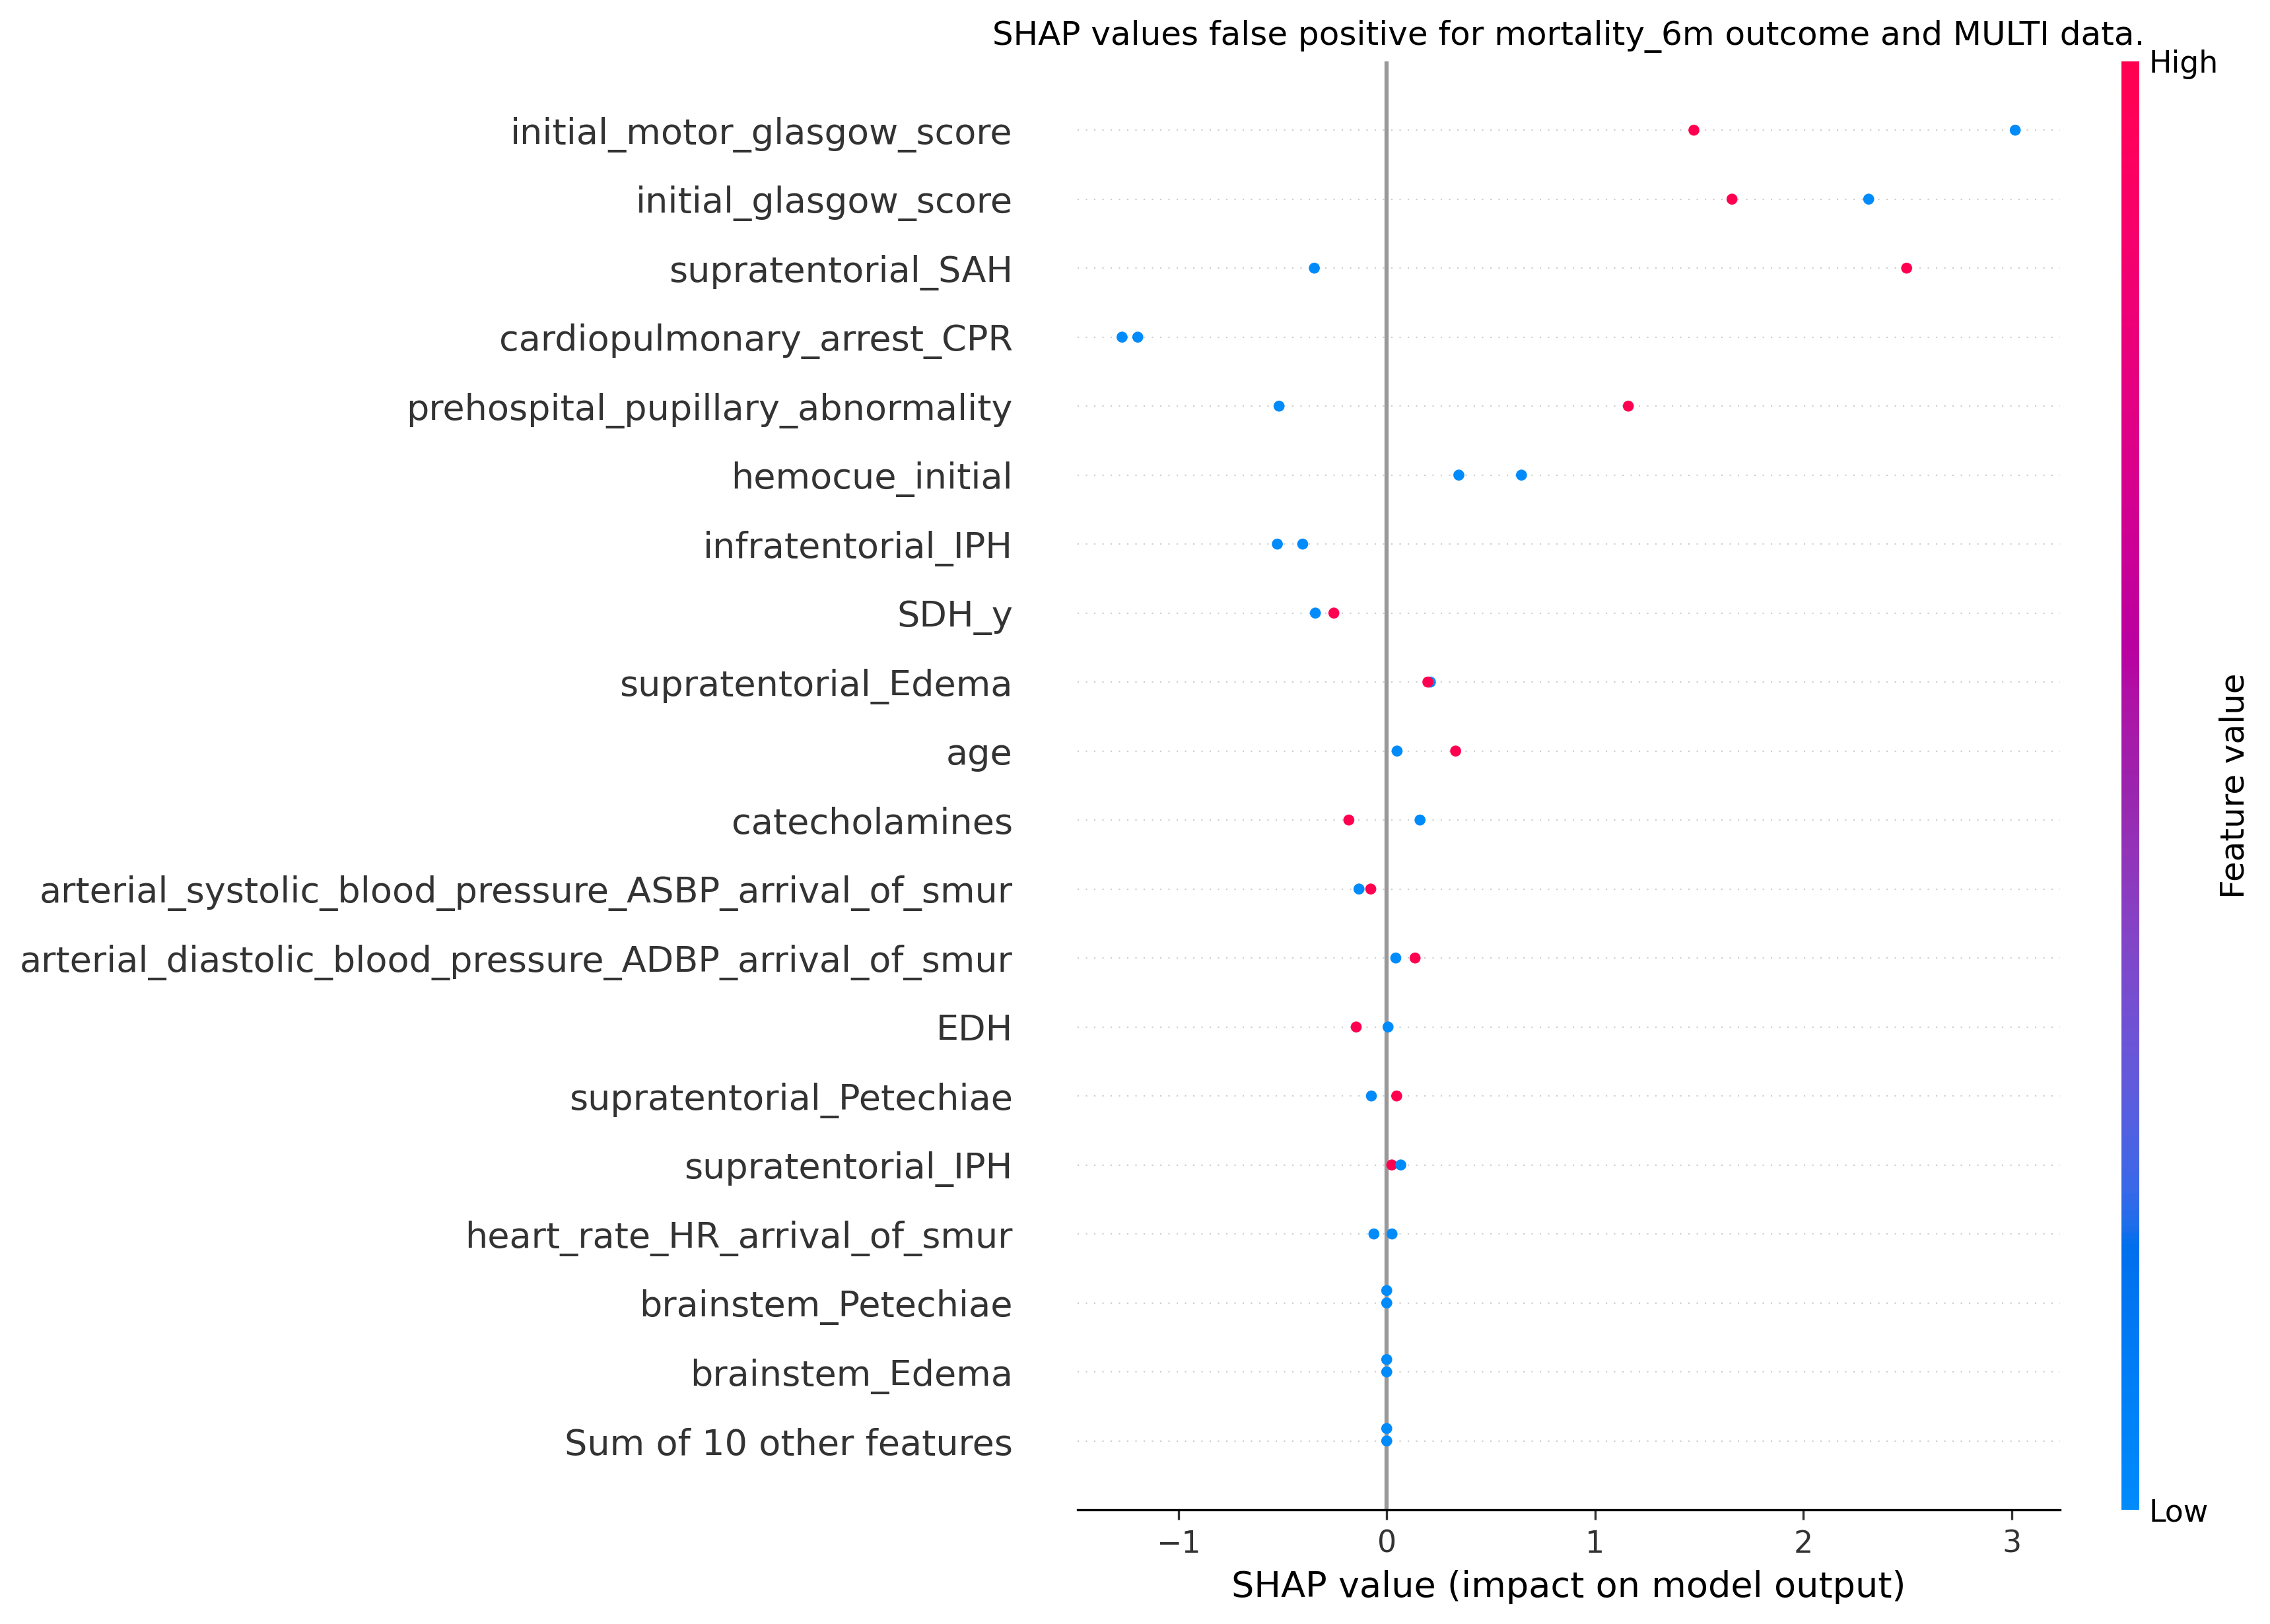 SHAP values false positive for mortality_6m outcome and MULTI data.
High
initial_motor_glasgow_score
initial_glasgow_score
supratentorial_SAH
cardiopulmonary_arrest_CPR
prehospital_pupillary_abnormality
hemocue_initial
infratentorial_IPH
SDH_y
supratentorial_Edema
age
catecholamines
arterial_systolic_blood_pressure_ASBP_arrival_of_smur
arterial_diastolic_blood_pressure_ADBP_arrival_of_smur
EDH
supratentorial_Petechiae
supratentorial_IPH
heart_rate_HR_arrival_of_smur
brainstem_Petechiae
brainstem_Edema
Sum of 10 other features
Feature value
Low
−1 0 1 2 3
SHAP value (impact on model output)